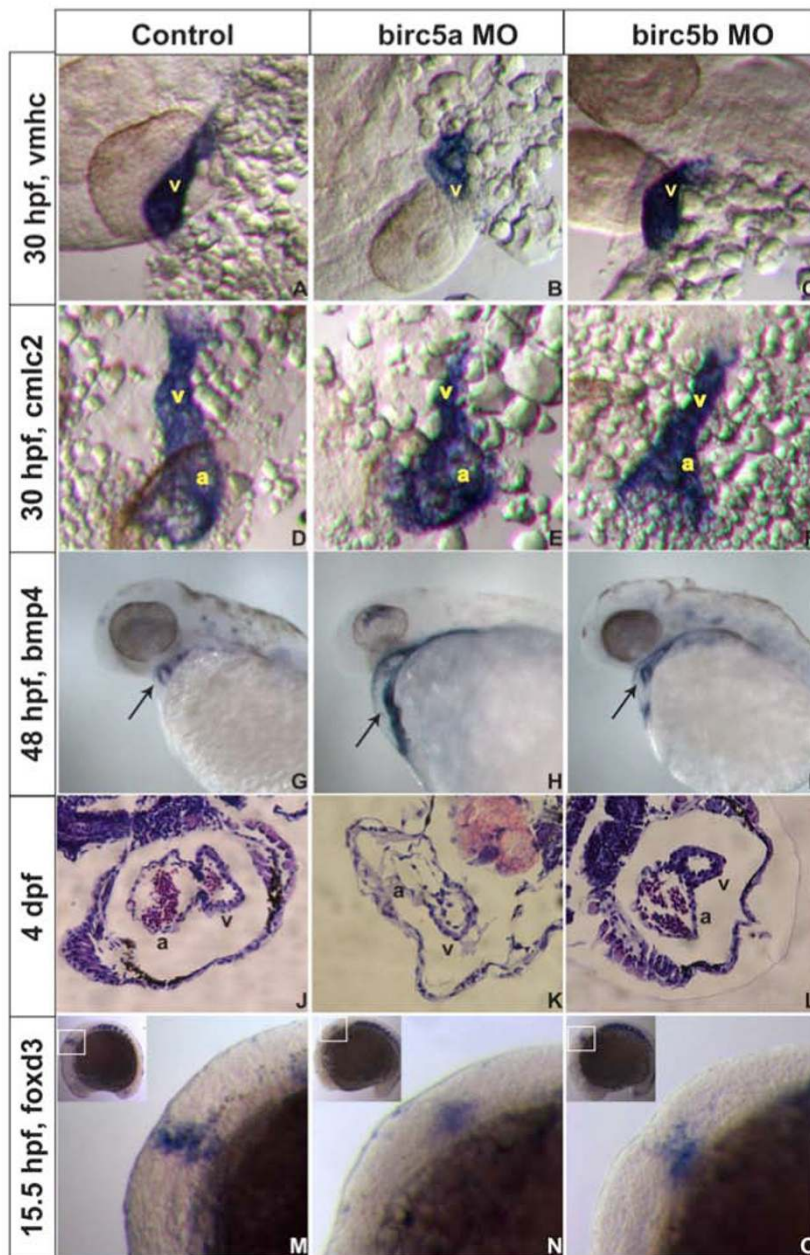 Control
birc5a MO
birc5b MO
30 hpf, vmhc
v
A
v
B
v
C
30 hpf, cmlc2
v
a
D
v
a
E
v
a
F
48 hpf, bmp4
G
H
I
4 dpf
a
v
J
a
v
K
a
v
L
15.5 hpf, foxd3
M
N
O